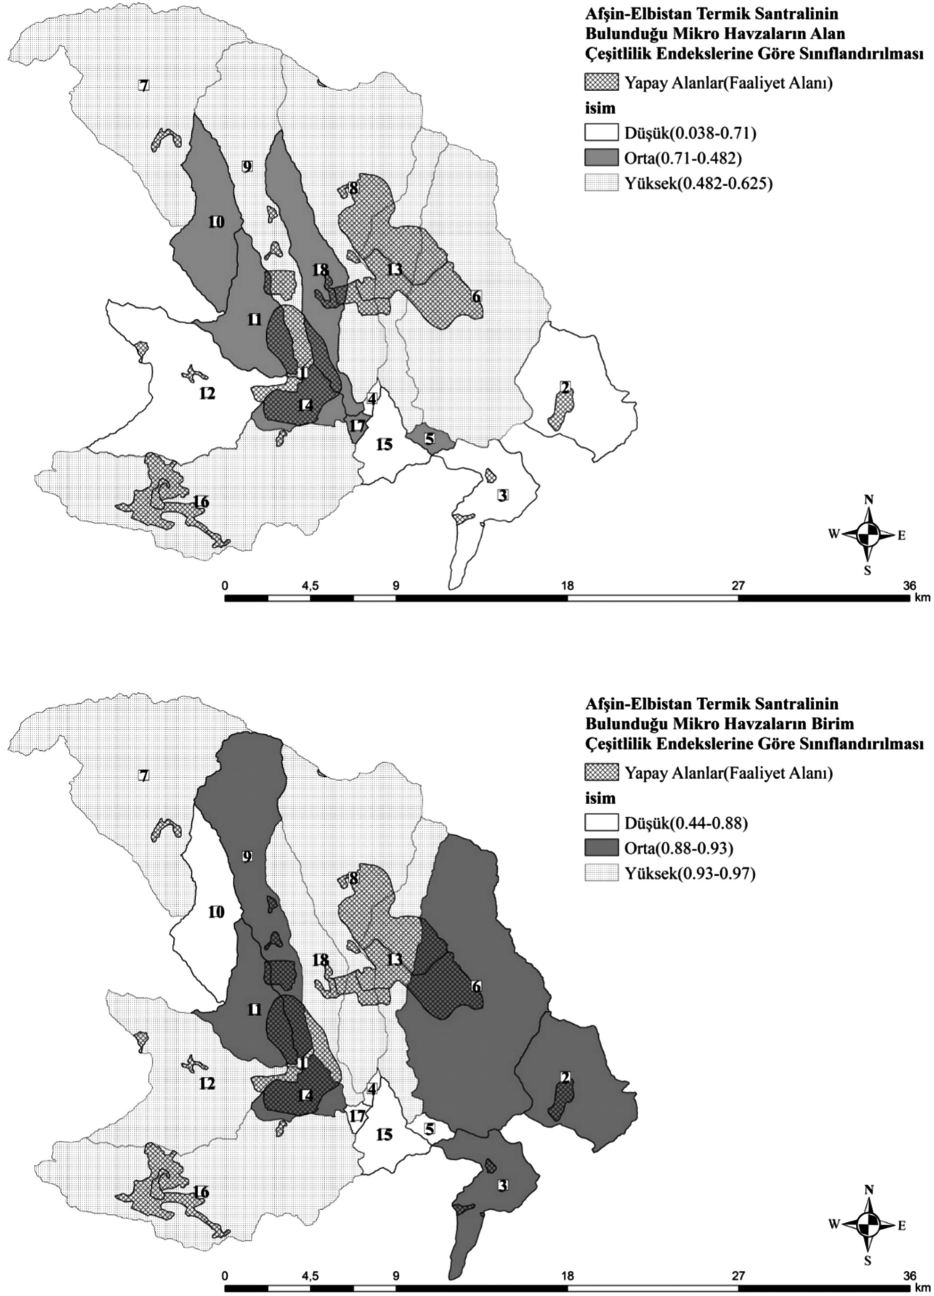 Afşin-Elbistan Termik Santralinin
Bulunduğu Mikro Havzaların Alan
Çeşitlilik Endekslerine Göre Sınıflandırılması
Yapay Alanlar(Faaliyet Alanı)
isim
Düşük(0.038-0.71)
Orta(0.71-0.482)
Yüksek(0.482-0.625)
7
9
8
10
18
13
6
11
1
2
12
14
4
17
5
15
3
16
N
W
E
S
0
4,5
9
18
27
36
km
Afşin-Elbistan Termik Santralinin
Bulunduğu Mikro Havzaların Birim
Çeşitlilik Endekslerine Göre Sınıflandırılması
Yapay Alanlar(Faaliyet Alanı)
isim
Düşük(0.44-0.88)
Orta(0.88-0.93)
Yüksek(0.93-0.97)
7
9
8
10
18
13
6
11
1
2
12
14
4
17
5
15
3
16
N
W
E
S
0
4,5
9
18
27
36
km